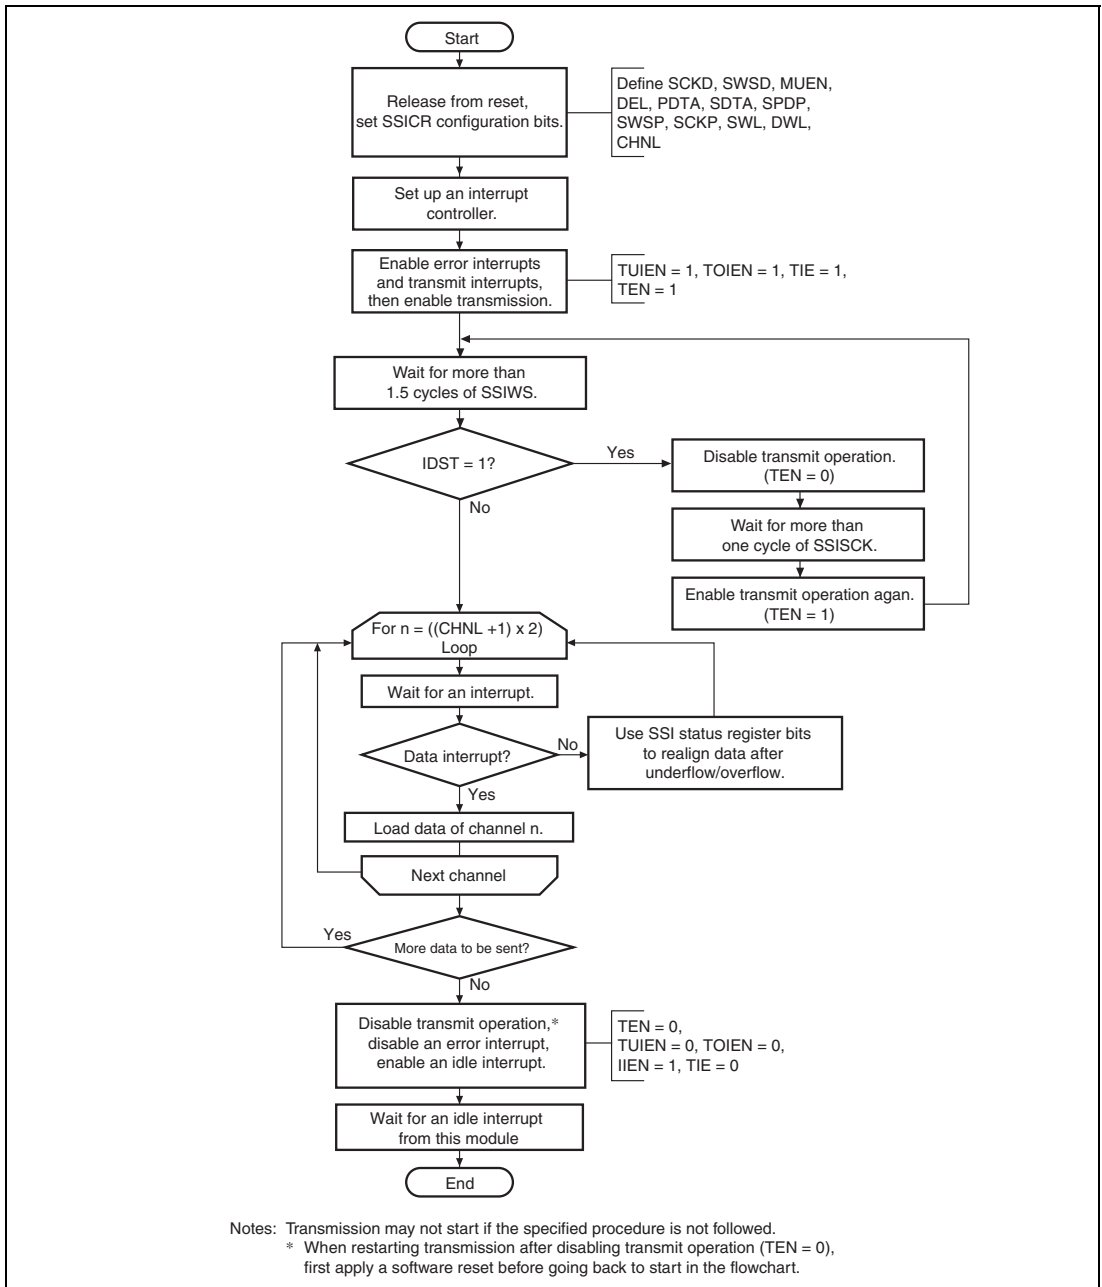 Start
Release from reset,
set SSICR configuration bits.
Define SCKD, SWSD, MUEN,
DEL, PDTA, SDTA, SPDP,
SWSP, SCKP, SWL, DWL,
CHNL
Set up an interrupt
controller.
Enable error interrupts
and transmit interrupts,
then enable transmission.
TUIEN = 1, TOIEN = 1, TIE = 1,
TEN = 1
Wait for more than
1.5 cycles of SSIWS.
IDST = 1?
Yes
No
Disable transmit operation.
(TEN = 0)
Wait for more than
one cycle of SSISCK.
Enable transmit operation agan.
(TEN = 1)
For n = ((CHNL +1) x 2)
Loop
Wait for an interrupt.
Data interrupt?
No
Yes
Use SSI status register bits
to realign data after
underflow/overflow.
Load data of channel n.
Next channel
More data to be sent?
Yes
No
Disable transmit operation,*
disable an error interrupt,
enable an idle interrupt.
TEN = 0,
TUIEN = 0, TOIEN = 0,
IIEN = 1, TIE = 0
Wait for an idle interrupt
from this module
End
Notes: Transmission may not start if the specified procedure is not followed.
* When restarting transmission after disabling transmit operation (TEN = 0),
first apply a software reset before going back to start in the flowchart.